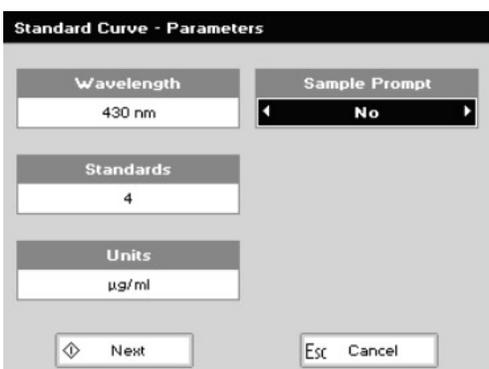 Standard Curve - Parameters
Wavelength
430 nm
Sample Prompt
No
Standards
4
Units
µg/ml
Next
Esc Cancel